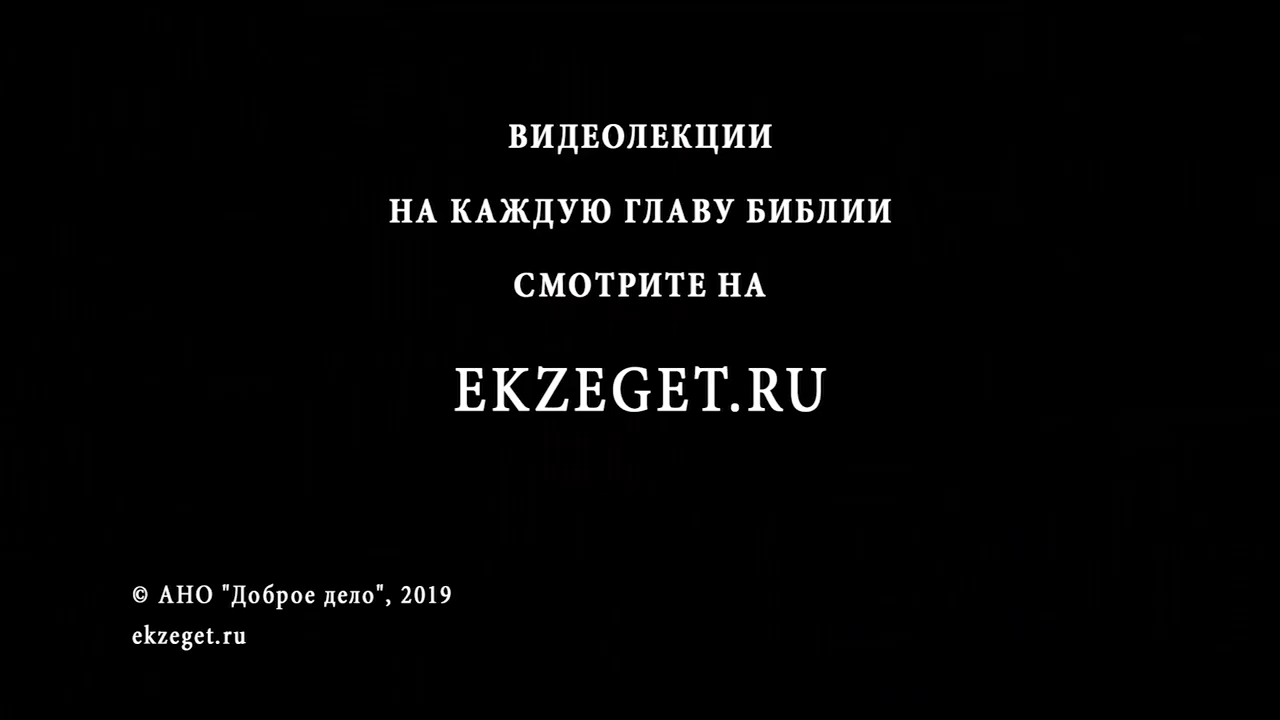 ВИДЕОЛЕКЦИИ
НА КАЖДУЮ ГЛАВУ БИБЛИИ
СМОТРИТЕ НА
EKZEGET.RU
© АНО "Доброе дело", 2019
ekzeget.ru